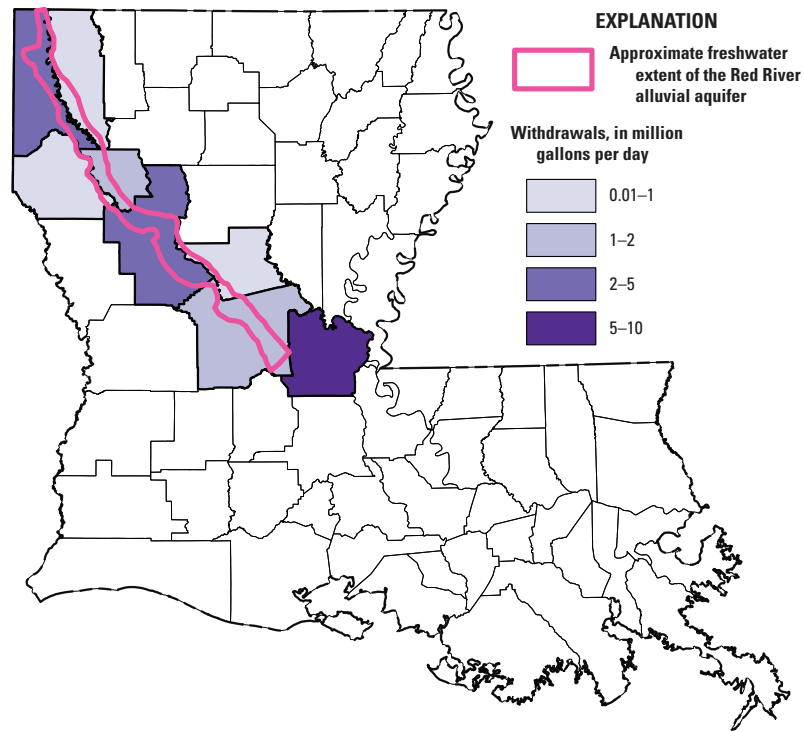 EXPLANATION
Approximate freshwater
extent of the Red River
alluvial aquifer
Withdrawals, in million
gallons per day
0.01–1
1–2
2–5
5–10